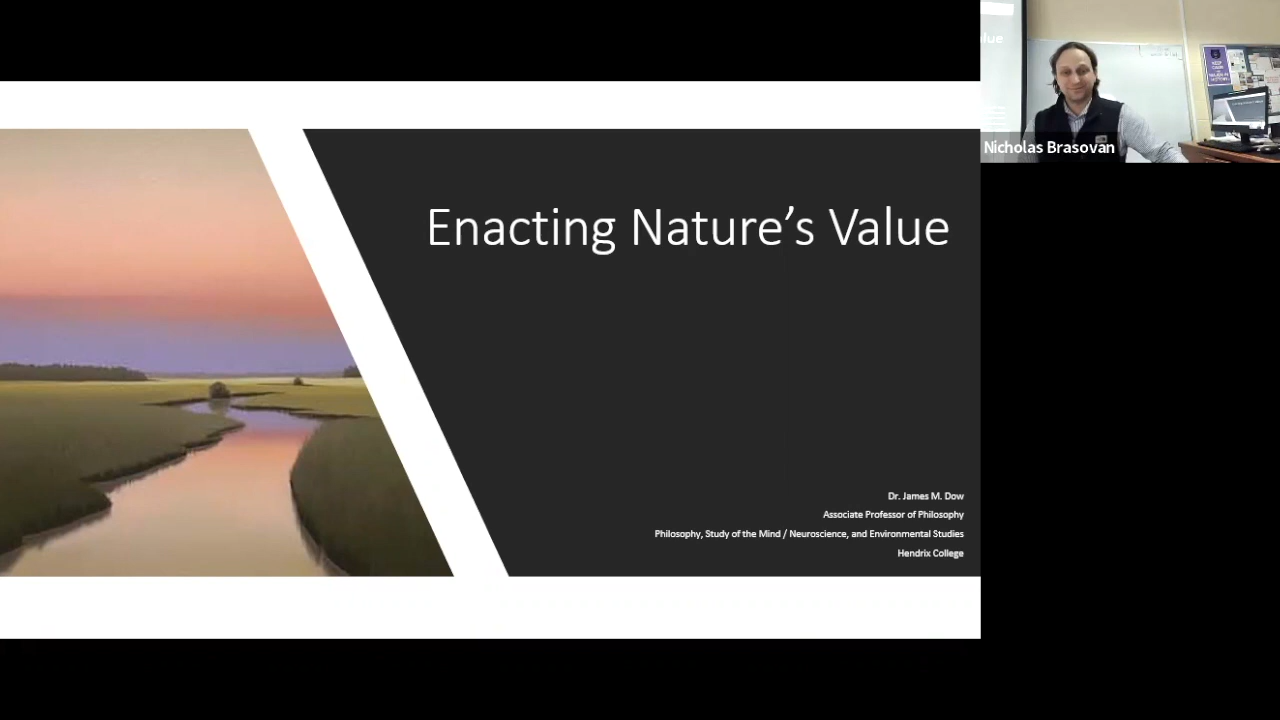 Enacting Nature’s Value
Dr. James M. Dow
Associate Professor of Philosophy
Philosophy, Study of the Mind / Neuroscience, and Environmental Studies
Hendrix College
Nicholas Brasovan